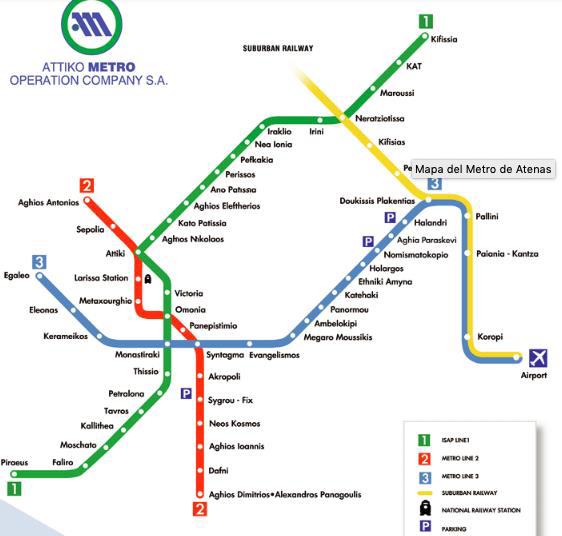 ATTIKO METRO
OPERATION COMPANY S.A.
SUBURBAN RAILWAY
1
Kifissia
KAT
Maroussi
Neratziotissa
Iraklio
Irini
Nea Ionia
Kifisias
Pefkakia
Perissos
Pe
Mapa del Metro de Atenas
Ano Patissna
2
3
Aghios Antonios
Aghios Eleftherios
Doukissis Plakentias
Kato Patissia
Pallini
Sepolia
P
Halandri
Aghios Nikolaos
P
Aghia Paraskevi
Attiki
Nomismatokopio
Paiania - Kantza
3
Holargos
Egaleo
Larissa Station
Ethniki Amyna
Victoria
Katehaki
Metaxourghio
Eleonas
Omonia
Panormou
Panepistimio
Ambelokipi
Kerameikos
Megaro Moussikis
Koropi
Monastiraki
Syntagma
Evangelismos
Thissio
Airport
Akropoli
Petralona
P
Sygrou - Fix
Tavros
Kallithea
Neos Kosmos
Moschato
Aghios Ioannis
Piraeus
Faliro
Dafni
1
Aghios Dimitrios•Alexandros Panagoulis
2
1 ISAP LINE1
2 METRO LINE 2
3 METRO LINE 3
SUBURBAN RAILWAY
NATIONAL RAILWAY STATION
P PARKING